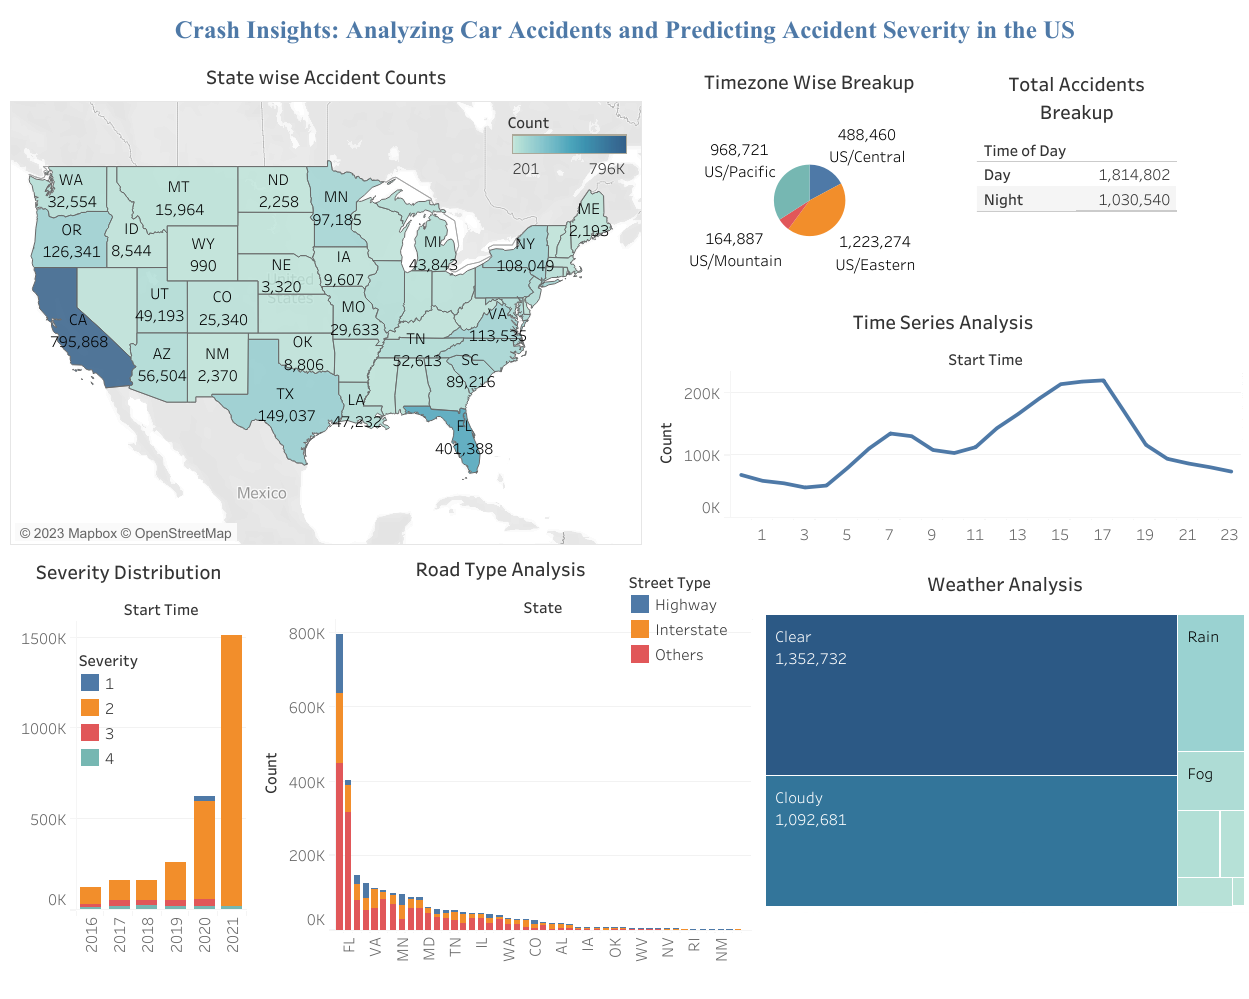 Crash Insights: Analyzing Car Accidents and Predicting Accident Severity in the US
State wise Accident Counts
Count
201 796K
WA
32,554
MT
15,964
ND
2,258
MN
97,185
ME
2,193
OR
126,341
ID
8,544
WY
990
MI
43,843
NY
108,049
IA
9,607
NE
3,320
United
States
UT
49,193
CO
25,340
MO
29,633
VA
113,535
CA
795,868
AZ
56,504
NM
2,370
OK
8,806
TN
52,613
SC
89,216
TX
149,037
LA
47,232
FL
401,388
Mexico
© 2023 Mapbox © OpenStreetMap
Timezone Wise Breakup
488,460
US/Central
968,721
US/Pacific
164,887
US/Mountain
1,223,274
US/Eastern
Total Accidents
Breakup
Time of Day
Day 1,814,802
Night 1,030,540
Time Series Analysis
Start Time
Count
200K
100K
0K
1 3 5 7 9 11 13 15 17 19 21 23
Severity Distribution
Start Time
1500K
1000K
500K
0K
Severity
1
2
3
4
2016 2017 2018 2019 2020 2021
Road Type Analysis
State
Street Type
Highway
Interstate
Others
Count
800K
600K
400K
200K
0K
FL VA MN MD TN IL WA CO AL IA OK WV NV RI NM
Weather Analysis
Clear
1,352,732
Cloudy
1,092,681
Rain
Fog